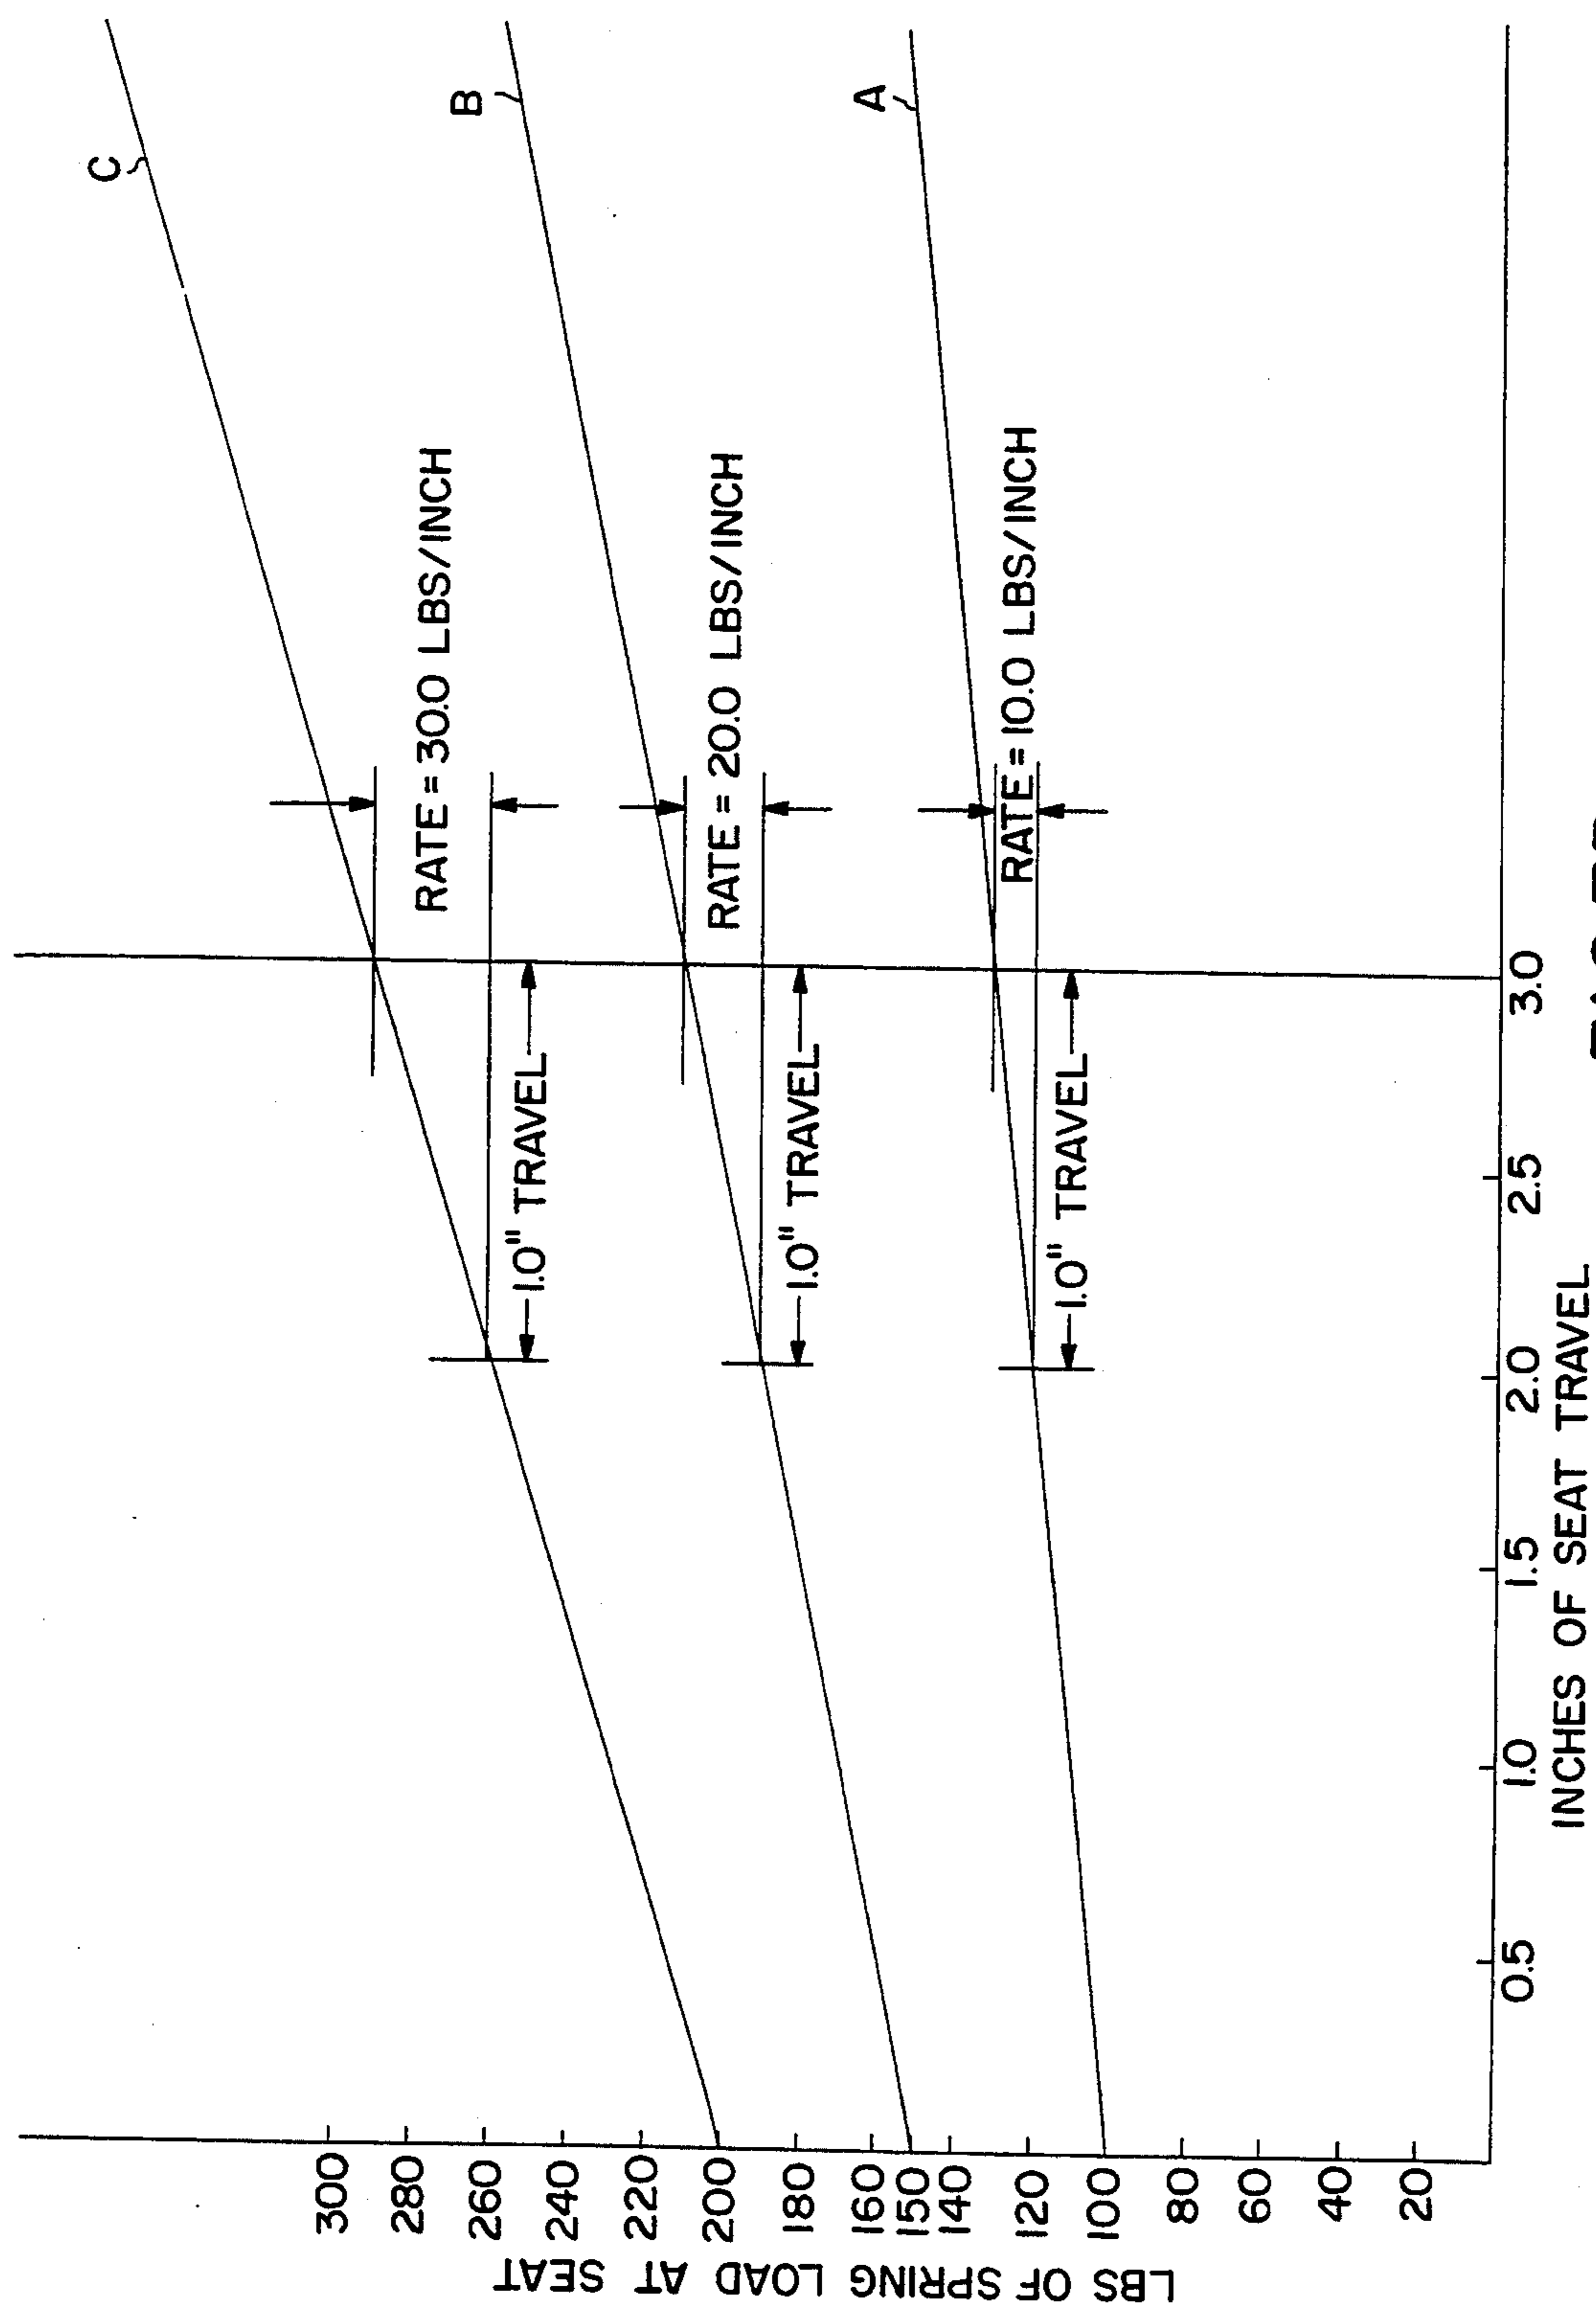 C
B
A
RATE = 30.0 LBS/INCH
RATE = 20.0 LBS/INCH
RATE = 10.0 LBS/INCH
1.0" TRAVEL
1.0" TRAVEL
1.0" TRAVEL
LBS OF SPRING LOAD AT SEAT
300
280
260
240
220
200
180
160
150
140
120
100
80
60
40
20
0.5 1.0 1.5 2.0 2.5 3.0
INCHES OF SEAT TRAVEL